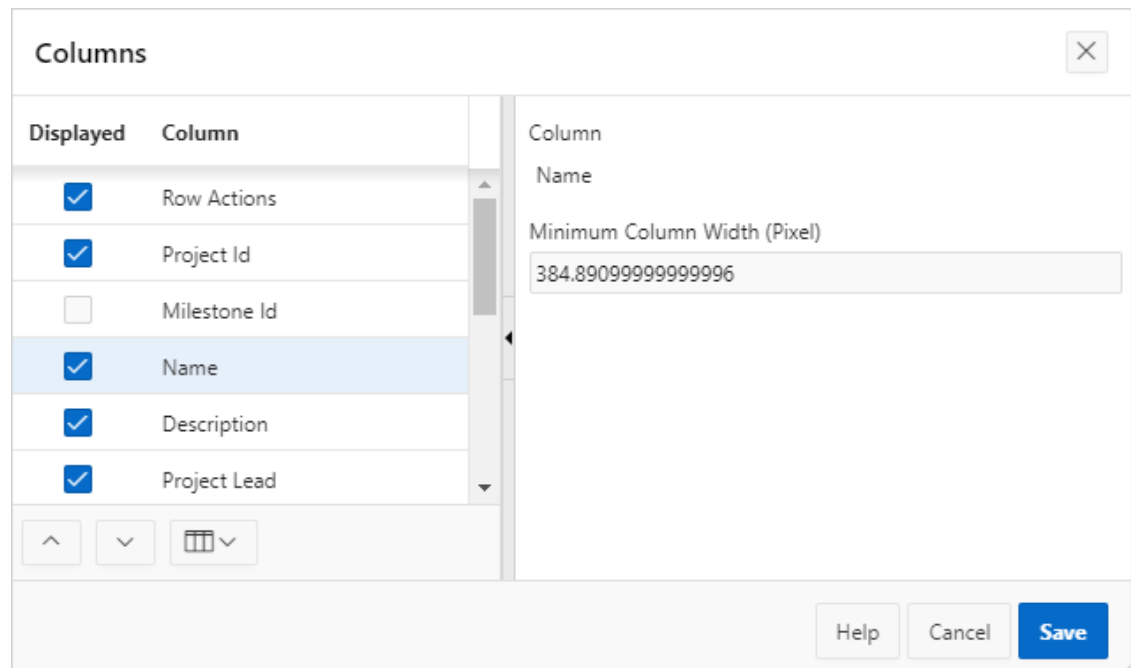 Columns
Displayed Column
Row Actions
Project Id
Milestone Id
Name
Description
Project Lead
Column
Name
Minimum Column Width (Pixel)
384.89099999999996
Help Cancel Save